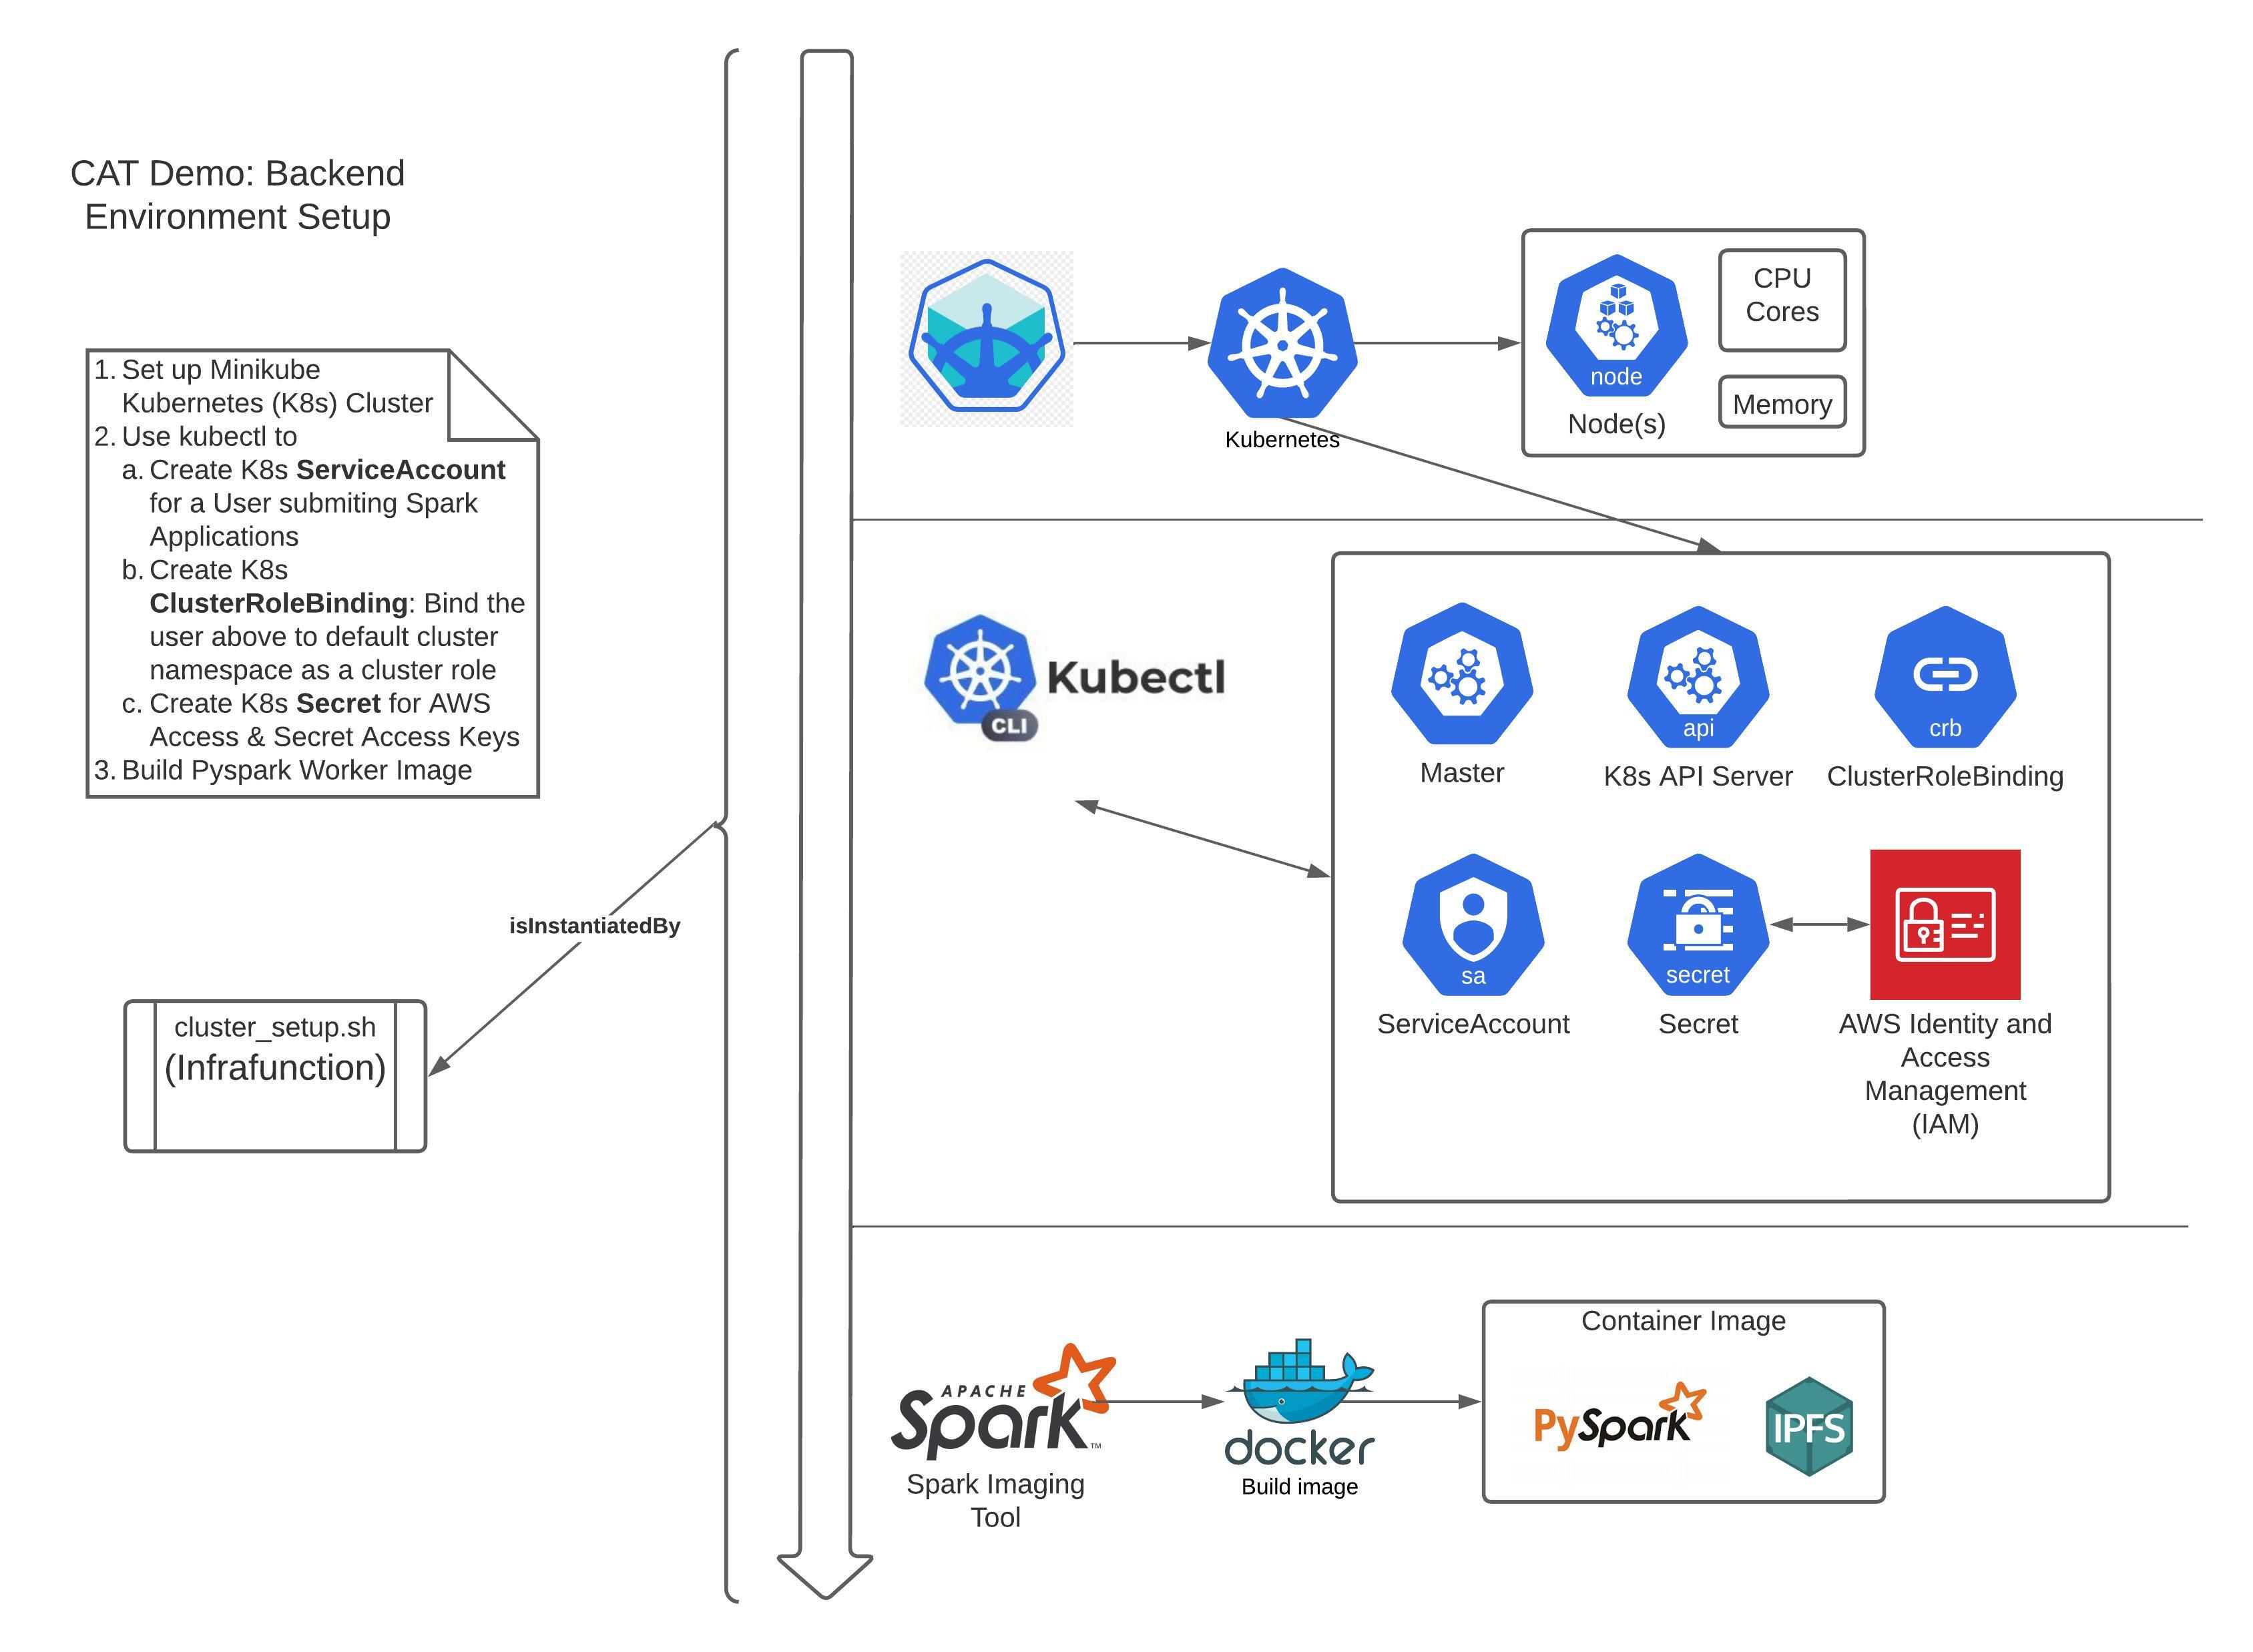 CAT Demo: Backend
Environment Setup
1. Set up Minikube
Kubernetes (K8s) Cluster
2. Use kubectl to
a. Create K8s ServiceAccount
for a User submiting Spark
Applications
b. Create K8s
ClusterRoleBinding: Bind the
user above to default cluster
namespace as a cluster role
c. Create K8s Secret for AWS
Access & Secret Access Keys
3. Build Pyspark Worker Image
isInstantiatedBy
cluster_setup.sh
(Infrafunction)
Kubernetes
node
Node(s)
CPU
Cores
Memory
Kubectl
CLI
Master
api
K8s API Server
crb
ClusterRoleBinding
sa
ServiceAccount
secret
Secret
AWS Identity and
Access
Management
(IAM)
APACHE
Spark™
Spark Imaging
Tool
docker
Build image
Container Image
PySpark
IPFS